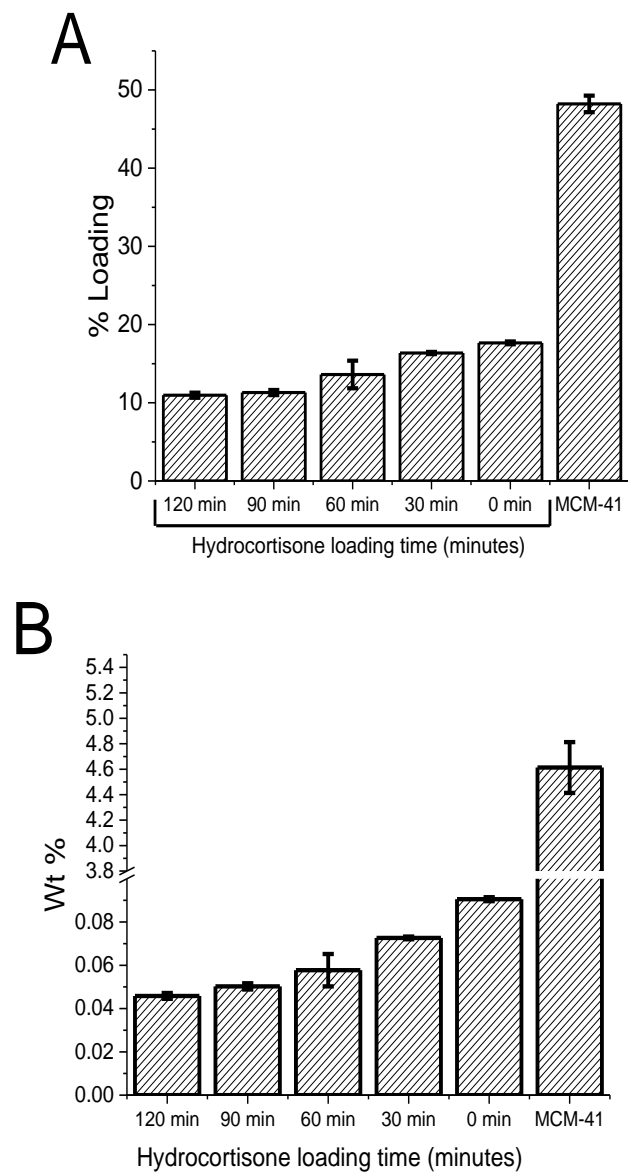 A
% Loading
50
40
30
20
10
0
120 min 90 min 60 min 30 min 0 min MCM-41
Hydrocortisone loading time (minutes)
B
Wt %
5.4
5.2
5.0
4.8
4.6
4.4
4.2
4.0
3.8
0.08
0.06
0.04
0.02
0.00
120 min 90 min 60 min 30 min 0 min MCM-41
Hydrocortisone loading time (minutes)